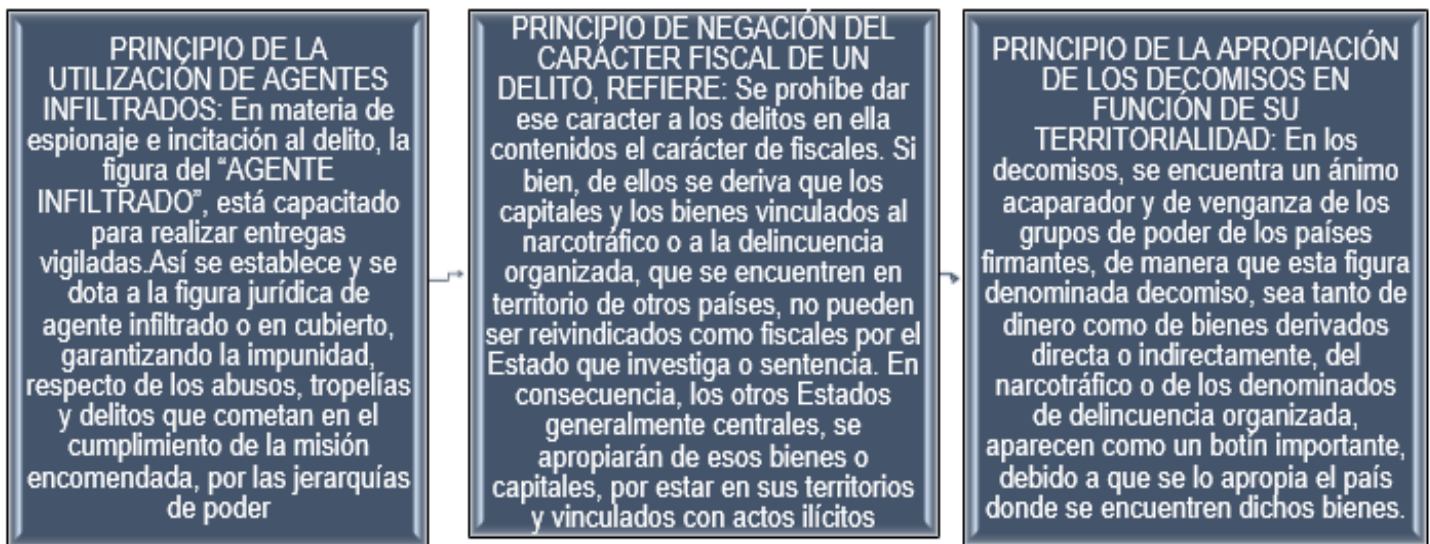 PRINCIPIO DE LA
UTILIZACIÓN DE AGENTES
INFILTRADOS: En materia de
espionaje e incitación al delito, la
figura del “AGENTE
INFILTRADO”, está capacitado
para realizar entregas
vigiladas.Así se establece y se
dota a la figura jurídica de
agente infiltrado o en cubierto,
garantizando la impunidad,
respecto de los abusos, tropelías
y delitos que cometan en el
cumplimiento de la misión
encomendada, por las jerarquías
de poder
PRINCIPIO DE NEGACIÓN DEL
CARÁCTER FISCAL DE UN
DELITO, REFIERE: Se prohíbe dar
ese caracter a los delitos en ella
contenidos el carácter de fiscales. Si
bien, de ellos se deriva que los
capitales y los bienes vinculados al
narcotráfico o a la delincuencia
organizada, que se encuentren en
territorio de otros países, no pueden
ser reivindicados como fiscales por el
Estado que investiga o sentencia. En
consecuencia, los otros Estados
generalmente centrales, se
apropiarán de esos bienes o
capitales, por estar en sus territorios
y vinculados con actos ilícitos
PRINCIPIO DE LA APROPIACIÓN
DE LOS DECOMISOS EN
FUNCIÓN DE SU
TERRITORIALIDAD: En los
decomisos, se encuentra un ánimo
acaparador y de venganza de los
grupos de poder de los países
firmantes, de manera que esta figura
denominada decomiso, sea tanto de
dinero como de bienes derivados
directa o indirectamente, del
narcotráfico o de los denominados
de delincuencia organizada,
aparecen como un botín importante,
debido a que se lo apropia el país
donde se encuentren dichos bienes.